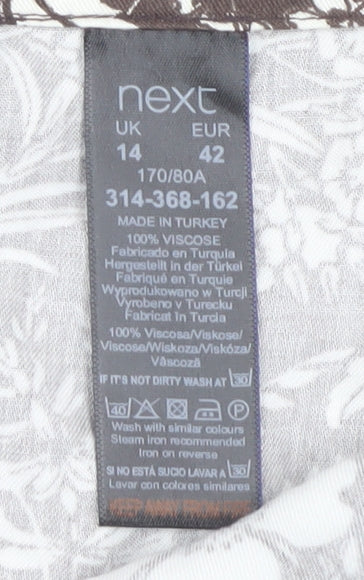 next
UK EUR
14 42
170/80A
314-368-162
MADE IN TURKEY
100% VISCOSE
Fabricado en Turquia
Hergestellt in der Türkei
Fabriqué en Turquie
Wyprodukowano w Turcji
Vyrobeno v Turecku
Fabricat în Turcia
100% Viscosa/Viskose/
Viscose/Wiskoza/Viskóza/
Vâscoză
IF IT'S NOT DIRTY WASH AT 30
40 P
Wash with similar colours
Steam iron recommended
Iron on reverse
SI NO ESTÁ SUCIO LAVAR A 30
Lavar con colores similares